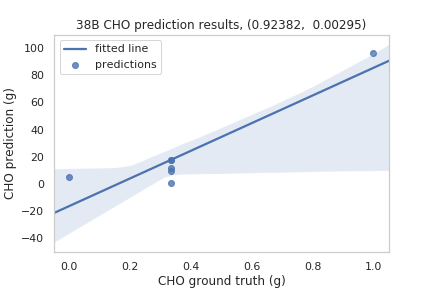 38B CHO prediction results, (0.92382,  0.00295)
fitted line
predictions
100
80
60
40
20
0
−20
−40
CHO prediction (g)
0.0 0.2 0.4 0.6 0.8 1.0
CHO ground truth (g)